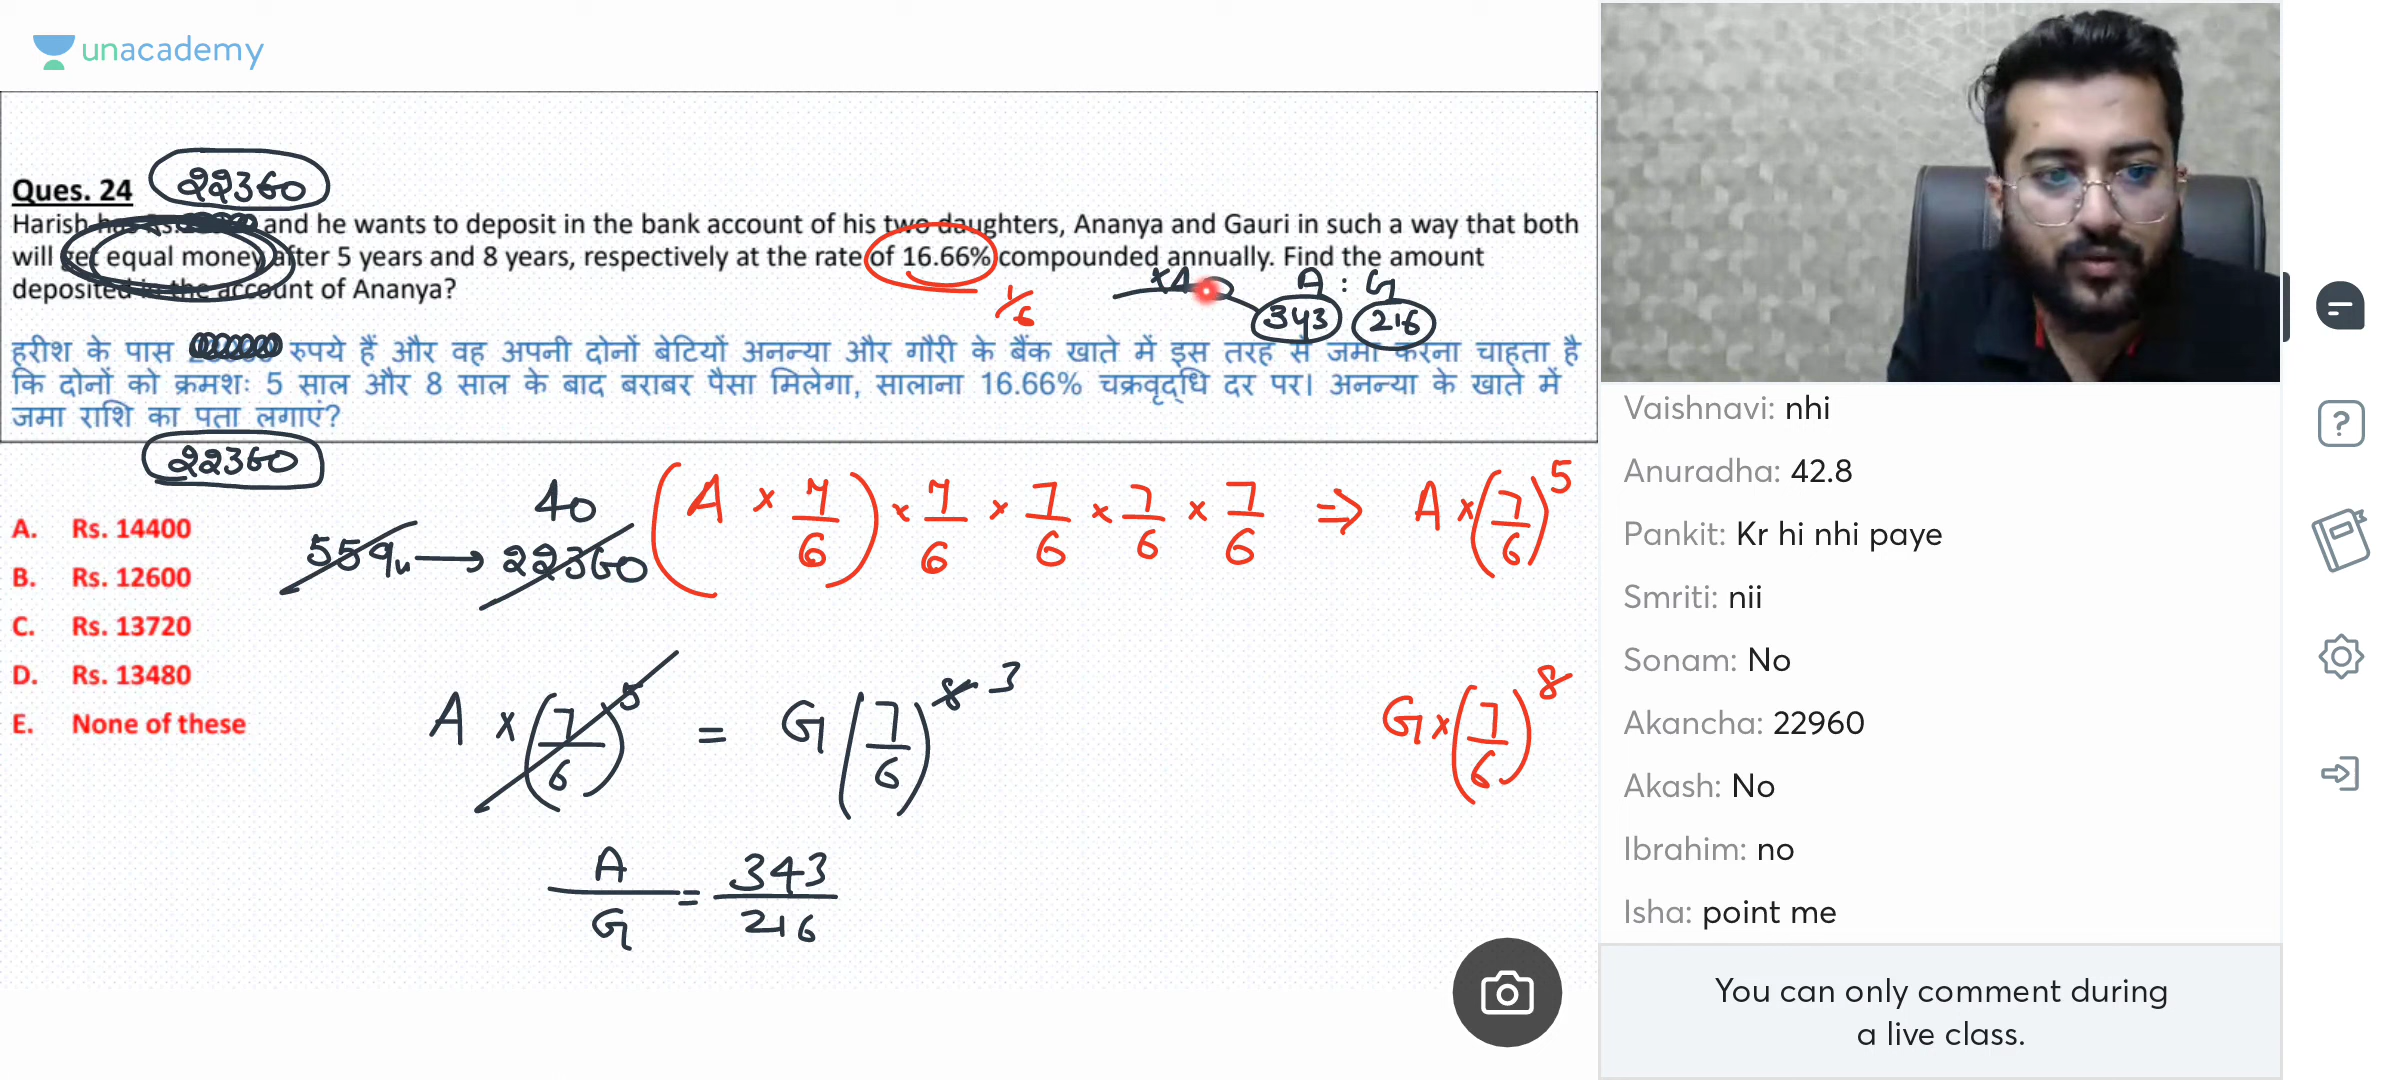 unacademy
22360
Ques. 24
Harish has Rs. and he wants to deposit in the bank account of his two daughters, Ananya and Gauri in such a way that both
will get equal money after 5 years and 8 years, respectively at the rate of 16.66% compounded annually. Find the amount
deposited in the account of Ananya?
1/6
A : G
343 216
हरीश के पास रुपये हैं और वह अपनी दोनों बेटियों अनन्या और गौरी के बैंक खाते में इस तरह से जमा करना चाहता है
कि दोनों को क्रमशः 5 साल और 8 साल के बाद बराबर पैसा मिलेगा, सालाना 16.66% चक्रवृद्धि दर पर। अनन्या के खाते में
जमा राशि का पता लगाएं?
22360
A. Rs. 14400
B. Rs. 12600
C. Rs. 13720
D. Rs. 13480
E. None of these
40
559u → 22360
(A × 7/6) × 7/6 × 7/6 × 7/6 × 7/6 ⇒ A × (7/6)^5
A × (7/6)^5 = G (7/6)^8 3
G × (7/6)^8
A/G = 343/216
Vaishnavi: nhi
Anuradha: 42.8
Pankit: Kr hi nhi paye
Smriti: nii
Sonam: No
Akancha: 22960
Akash: No
Ibrahim: no
Isha: point me
You can only comment during
a live class.
?